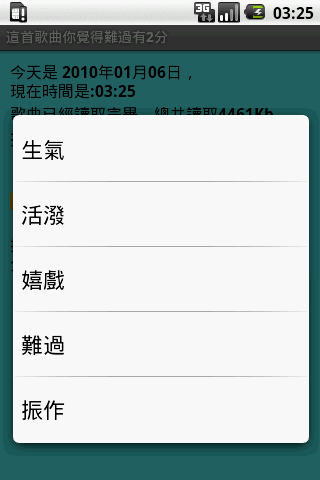 3G
03:25
這首歌曲你覺得難過有2分
今天是 2010年01月06日，
現在時間是:03:25
歌曲已經讀取完畢，總共讀取4461Kb
生氣
活潑
嬉戲
難過
振作